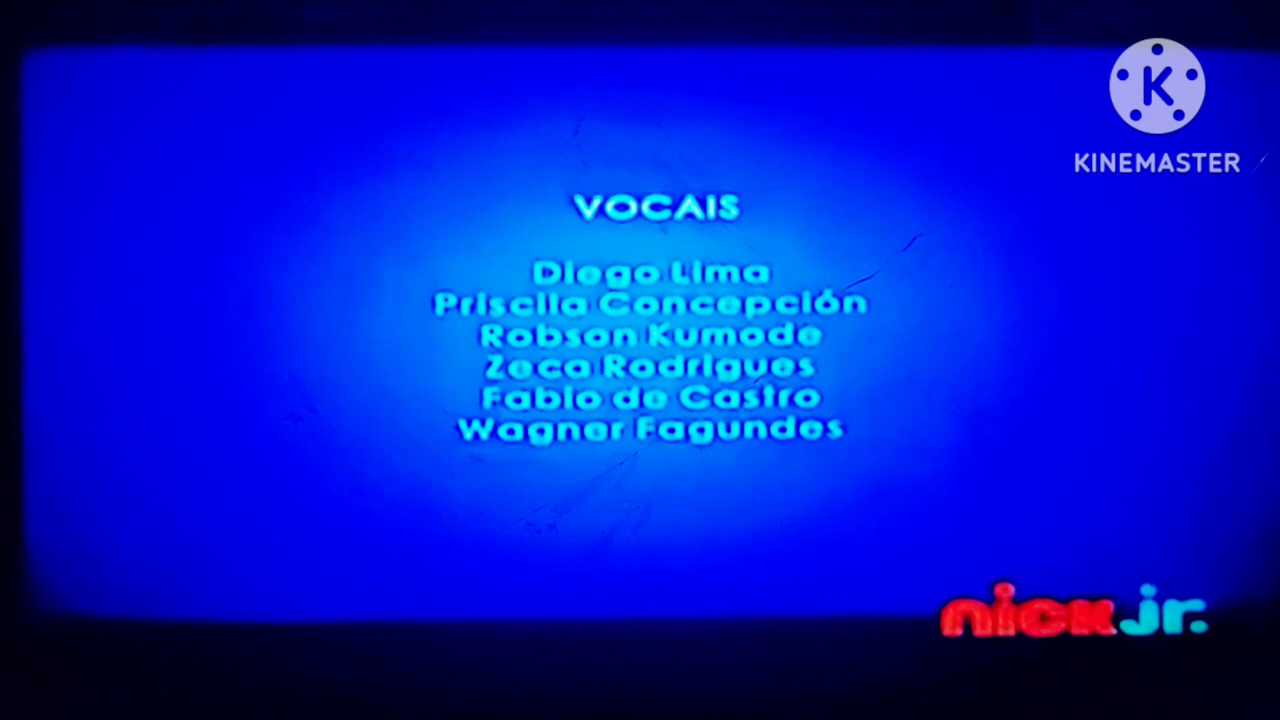 K
KINEMASTER
VOCAIS
Diego Lima
Priscila Concepción
Robson Kumode
Zeca Rodrigues
Fabio de Castro
Wagner Fagundes
nick jr.